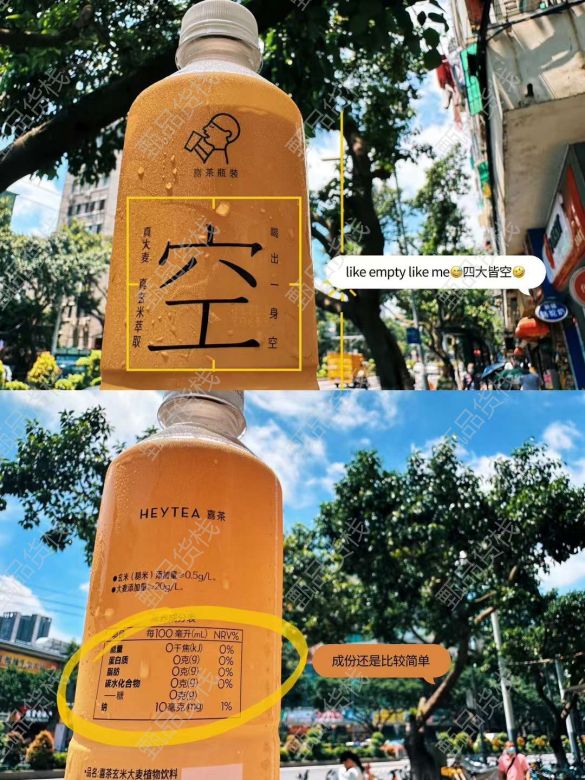 喜茶瓶装
真大麦 真玄米萃取
空
喝出一身空
like empty like me😄四大皆空🤣
HEYTEA 喜茶
●玄米（糙米）添加量≥0.5g/L。
●大麦添加量≥20g/L。
每100毫升(mL) NRV%
能量 0千焦(kJ) 0%
蛋白质 0克(g) 0%
脂肪 0克(g) 0%
碳水化合物 0克(g) 0%
—糖 0克(g)
钠 10毫克(mg) 1%
成份还是比较简单
•品名:喜茶玄米大麦植物饮料
甄品货栈